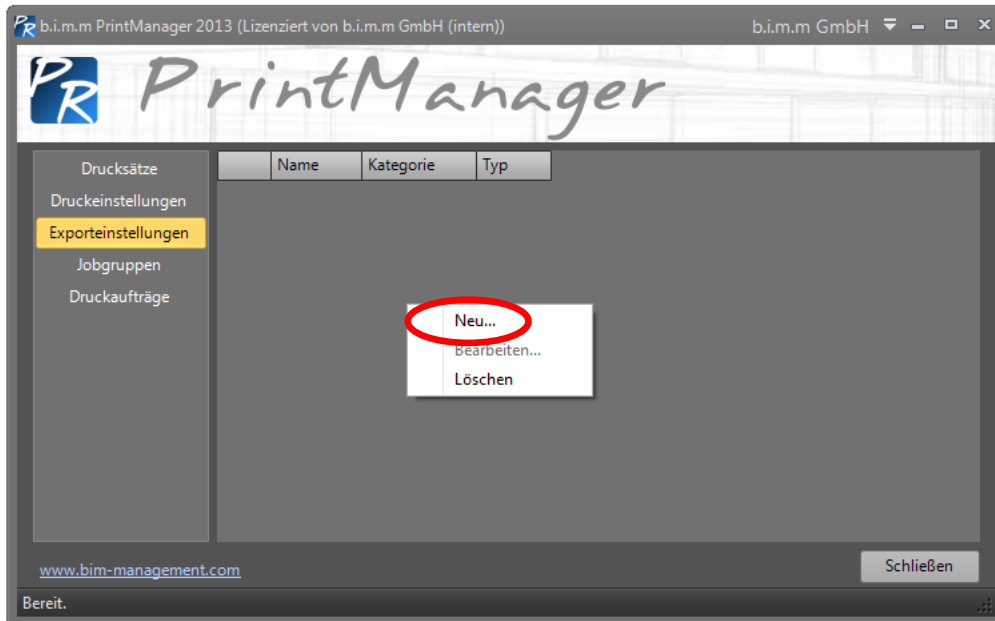 PR b.i.m.m PrintManager 2013 (Lizenziert von b.i.m.m GmbH (intern)) b.i.m.m GmbH
PR PrintManager
Name Kategorie Typ
Drucksätze
Druckeinstellungen
Exporteinstellungen
Jobgruppen
Druckaufträge
Neu...
Bearbeiten...
Löschen
www.bim-management.com
Schließen
Bereit.